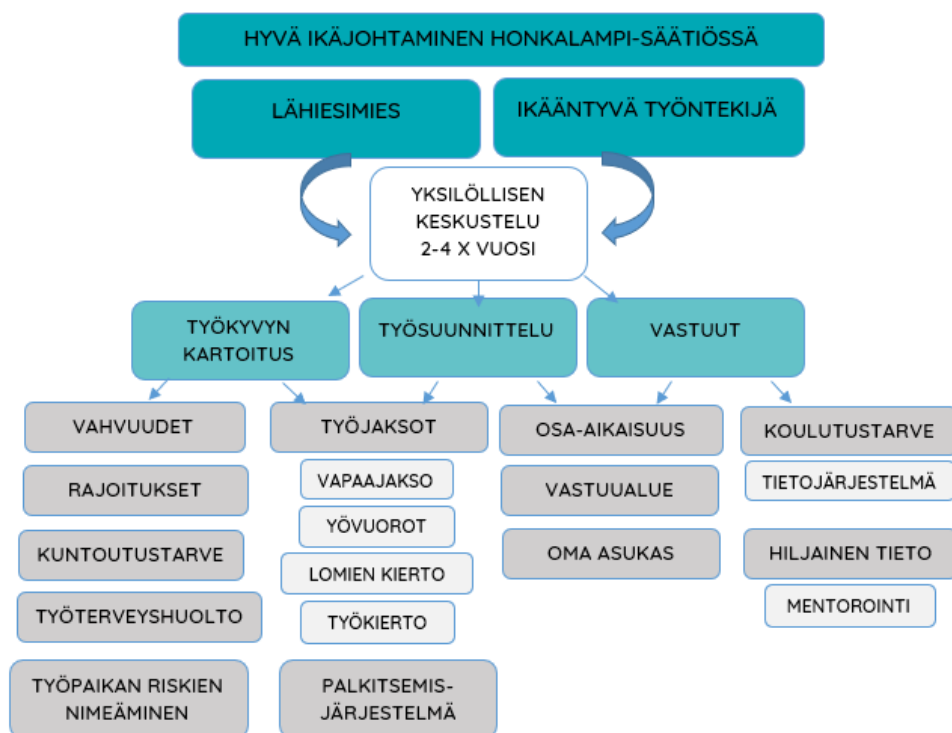 HYVÄ IKÄJOHTAMINEN HONKALAMPI-SÄÄTIÖSSÄ
LÄHIESIMIES
IKÄÄNTYVÄ TYÖNTEKIJÄ
YKSILÖLLISEN
KESKUSTELU
2-4 X VUOSI
TYÖKYVYN
KARTOITUS
TYÖSUUNNITTELU
VASTUUT
VAHVUUDET
RAJOITUKSET
KUNTOUTUSTARVE
TYÖTERVEYSHUOLTO
TYÖPAIKAN RISKIEN
NIMEÄMINEN
TYÖJAKSOT
VAPAAJAKSO
YÖVUOROT
LOMIEN KIERTO
TYÖKIERTO
PALKITSEMIS-
JÄRJESTELMÄ
OSA-AIKAISUUS
VASTUUALUE
OMA ASUKAS
KOULUTUSTARVE
TIETOJÄRJESTELMÄ
HILJAINEN TIETO
MENTOROINTI